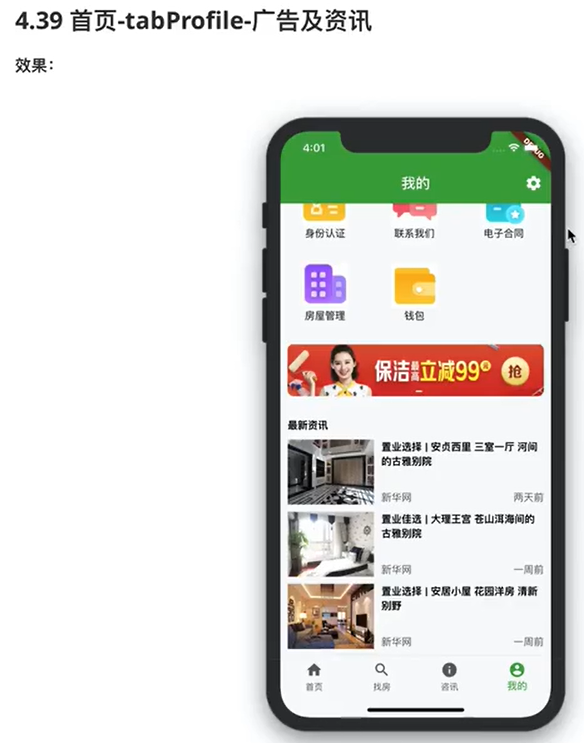 4.39 首页-tabProfile-广告及资讯
效果：
4:01
DEBUG
我的
身份认证
联系我们
电子合同
房屋管理
钱包
保洁最高立减99元
抢
最新资讯
置业选择 | 安贞西里 三室一厅 河间
的古雅别院
新华网
两天前
置业佳选 | 大理王宫 苍山洱海间的
古雅别院
新华网
一周前
置业选择 | 安居小屋 花园洋房 清新
别野
新华网
一周前
首页
找房
咨讯
我的